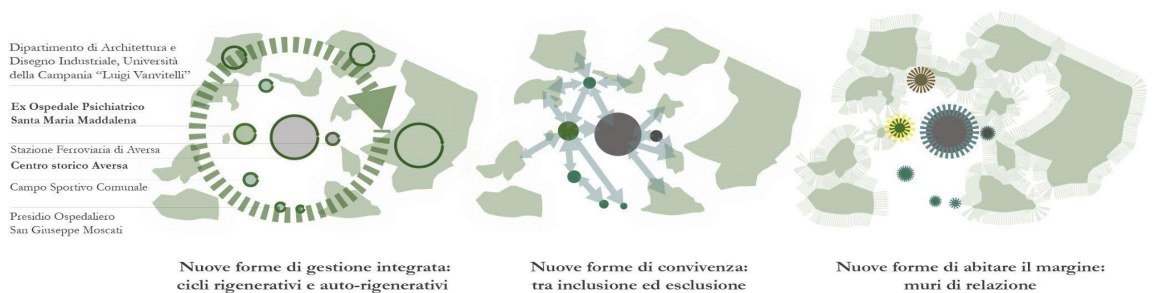 Dipartimento di Architettura e
Disegno Industriale, Università
della Campania “Luigi Vanvitelli”
Ex Ospedale Psichiatrico
Santa Maria Maddalena
Stazione Ferroviaria di Aversa
Centro storico Aversa
Campo Sportivo Comunale
Presidio Ospedaliero
San Giuseppe Moscati
Nuove forme di gestione integrata:
cicli rigenerativi e auto-rigenerativi
Nuove forme di convivenza:
tra inclusione ed esclusione
Nuove forme di abitare il margine:
muri di relazione